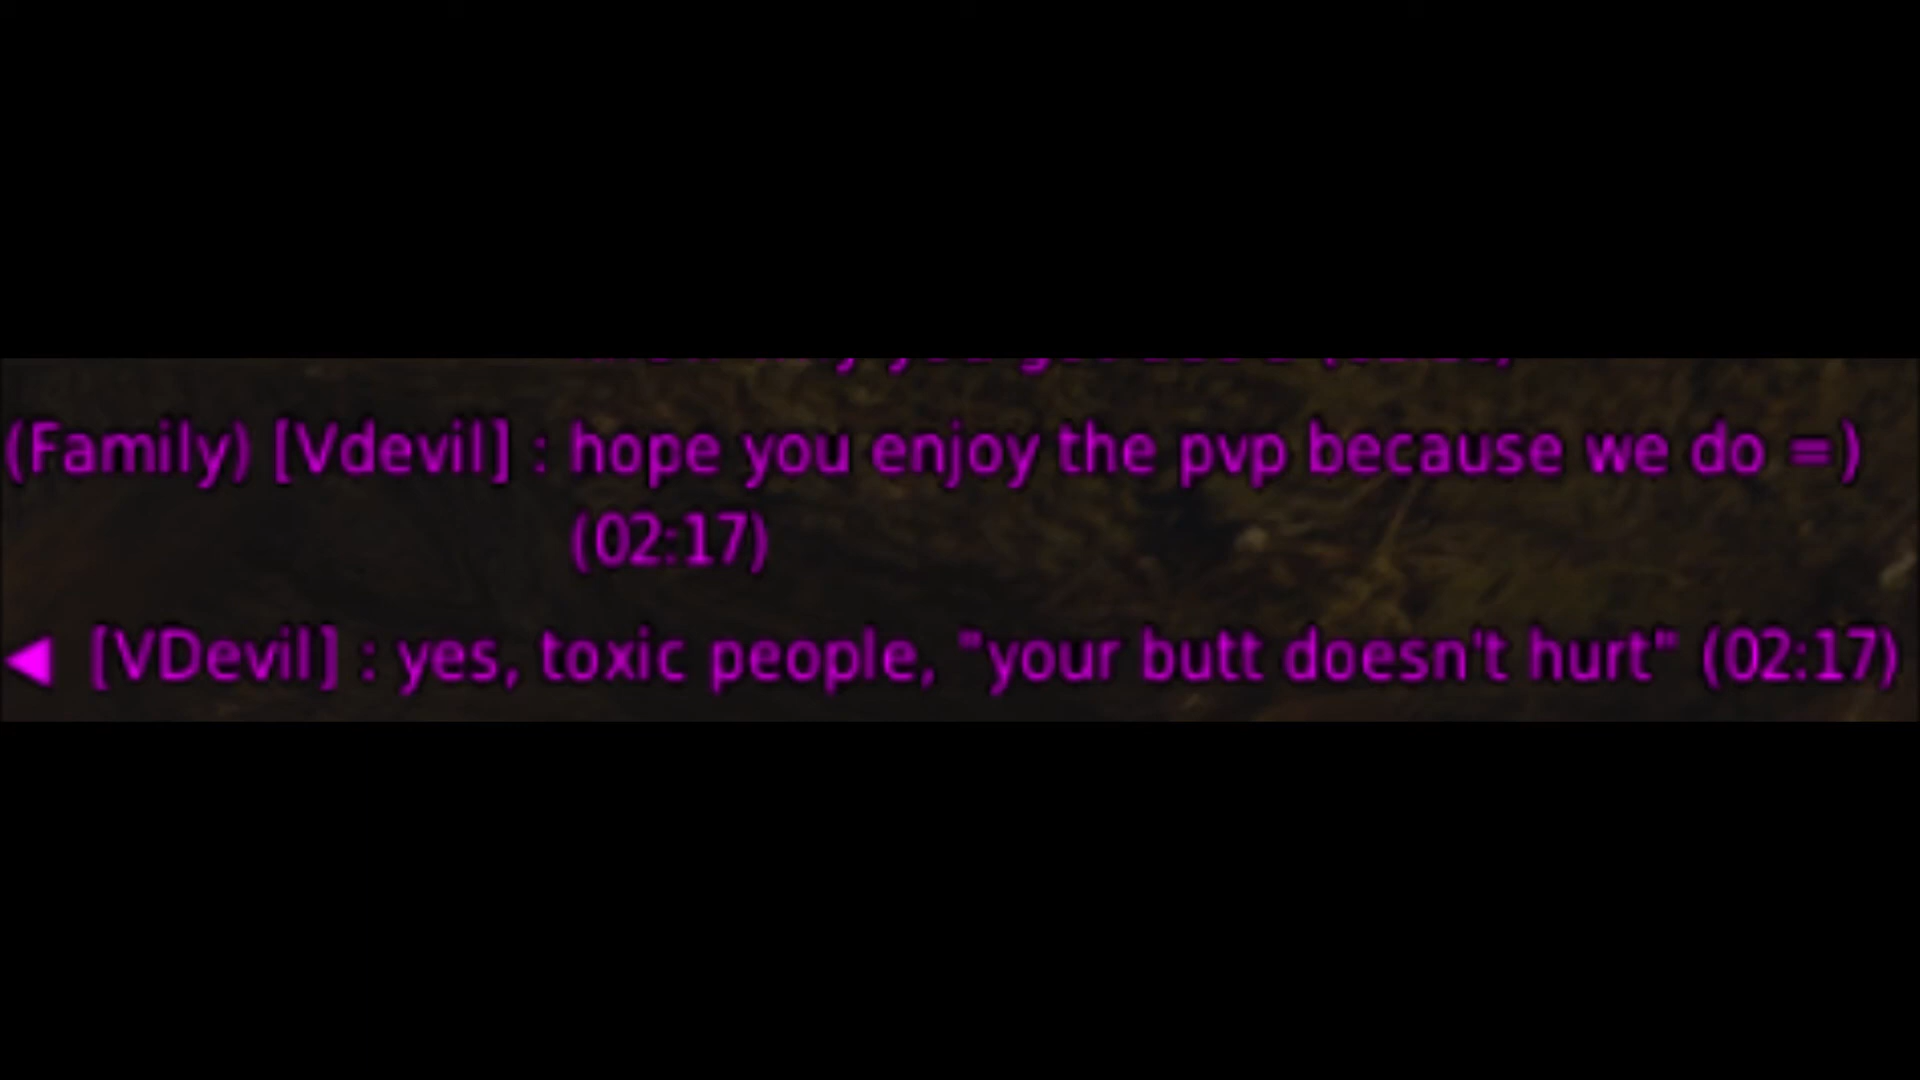 (Family) [Vdevil] : hope you enjoy the pvp because we do =)
(02:17)
◀ [VDevil] : yes, toxic people, "your butt doesn't hurt" (02:17)